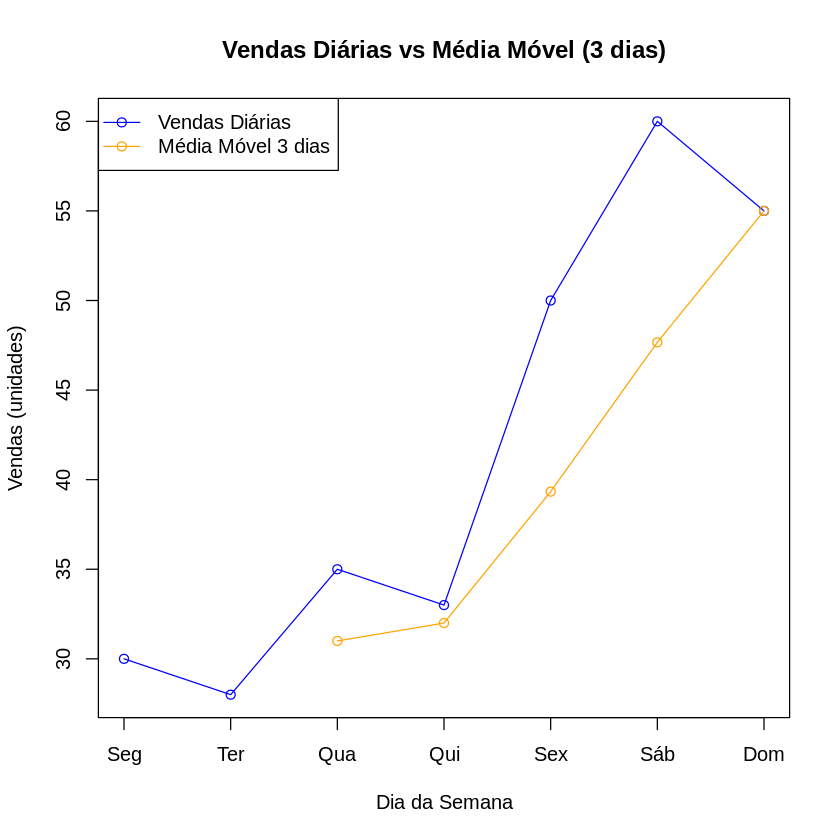 Vendas Diárias vs Média Móvel (3 dias)
Vendas Diárias
Média Móvel 3 dias
Vendas (unidades)
60
55
50
45
40
35
30
Seg Ter Qua Qui Sex Sáb Dom
Dia da Semana